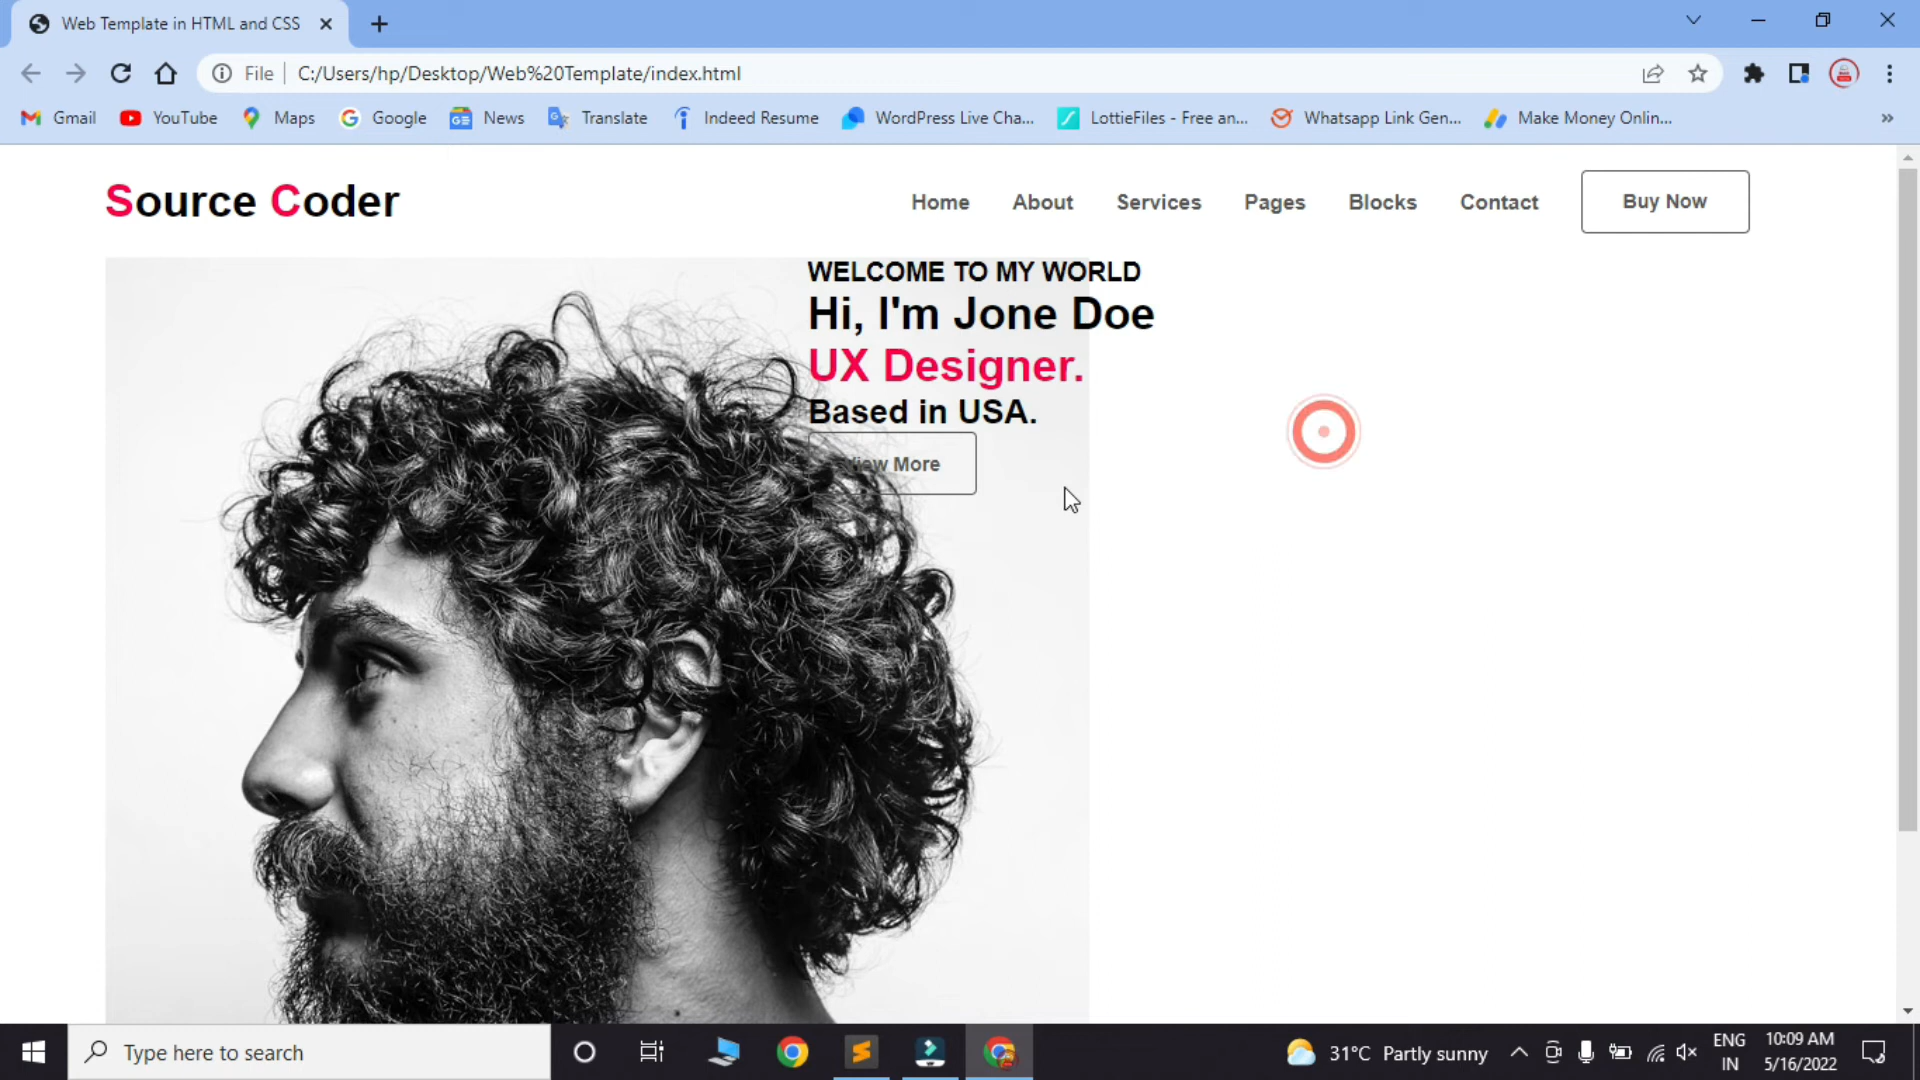 Web Template in HTML and CSS
File
C:/Users/hp/Desktop/Web%20Template/index.html
Gmail YouTube Maps Google News Translate Indeed Resume WordPress Live Cha... LottieFiles - Free an... Whatsapp Link Gen... Make Money Onlin... »
Source Coder
Home About Services Pages Blocks Contact Buy Now
WELCOME TO MY WORLD
Hi, I'm Jone Doe
UX Designer.
Based in USA.
View More
Type here to search
31°C Partly sunny
ENG
IN
10:09 AM
5/16/2022